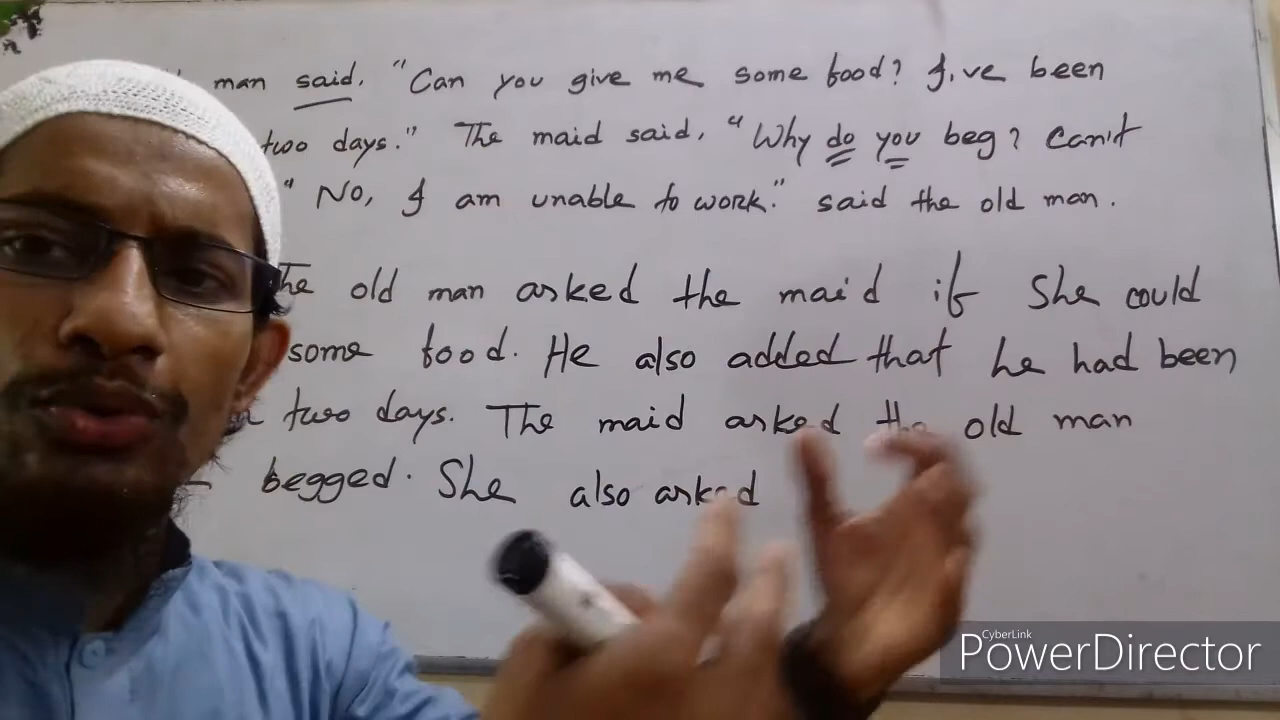 man said, "Can you give me some food? I've been
two days." The maid said, "Why do you beg? Can't
" No, I am unable to work." said the old man.
The old man asked the maid if she could
some food. He also added that he had been
two days. The maid asked the old man
begged. She also asked
CyberLink
PowerDirector